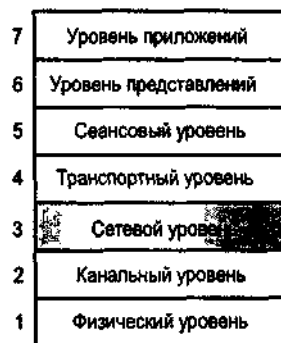 7 Уровень приложений
6 Уровень представлений
5 Сеансовый уровень
4 Транспортный уровень
3 Сетевой уровень
2 Канальный уровень
1 Физический уровень